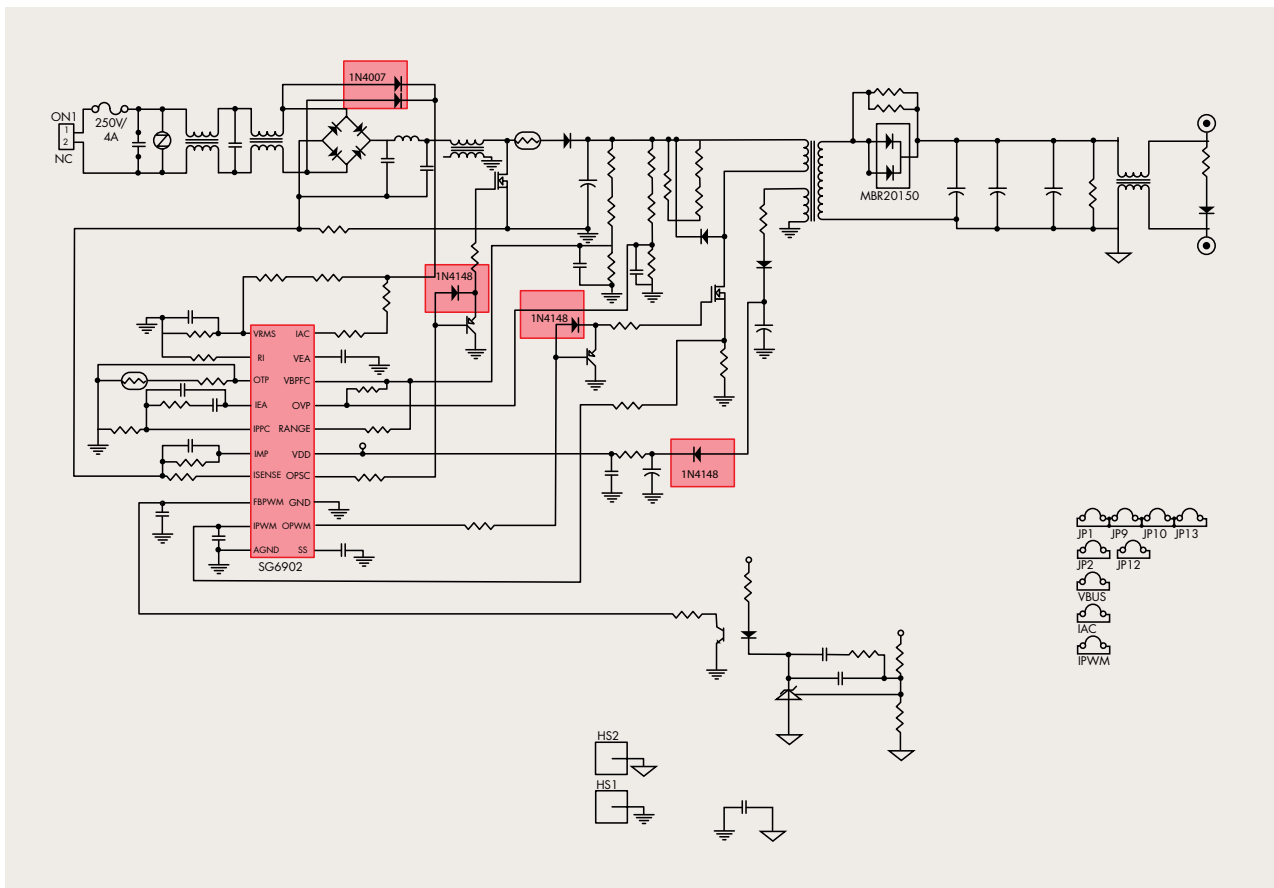 1N4007
ON1
1
2
NC
250V/
4A
MBR20150
1N4148
1N4148
1N4148
VRMS
IAC
RI
VEA
OTP
VBPFC
IEA
OVP
IPPC
RANGE
IMP
VDD
ISENSE
OPSC
FBPWM
GND
IPWM
OPWM
AGND
SS
SG6902
JP1
JP9
JP10
JP13
JP2
JP12
VBUS
IAC
IPWM
HS2
HS1